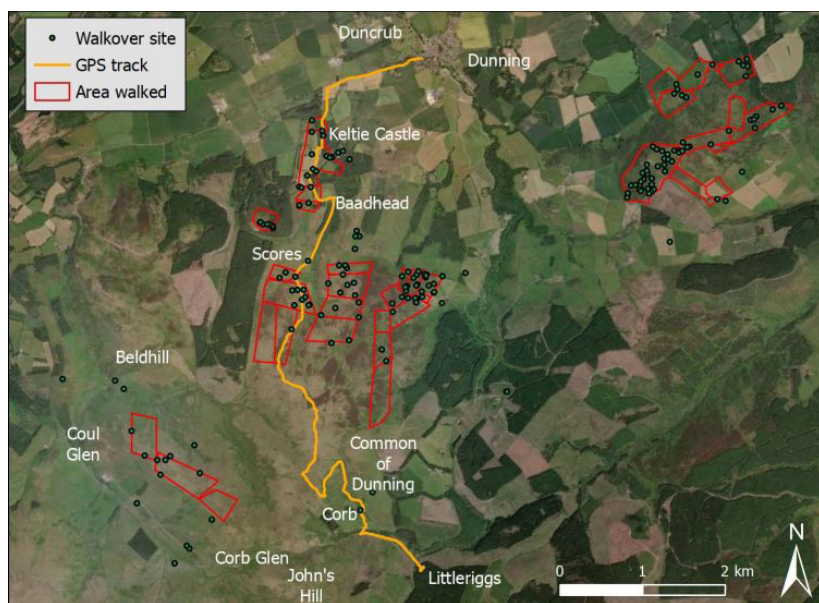 Walkover site
GPS track
Area walked
Duncrub
Dunning
Keltie Castle
Baadhead
Scores
Beldhill
Coul
Glen
Common
of
Dunning
Corb
Corb Glen
John's
Hill
Littleriggs
N
0 1 2 km